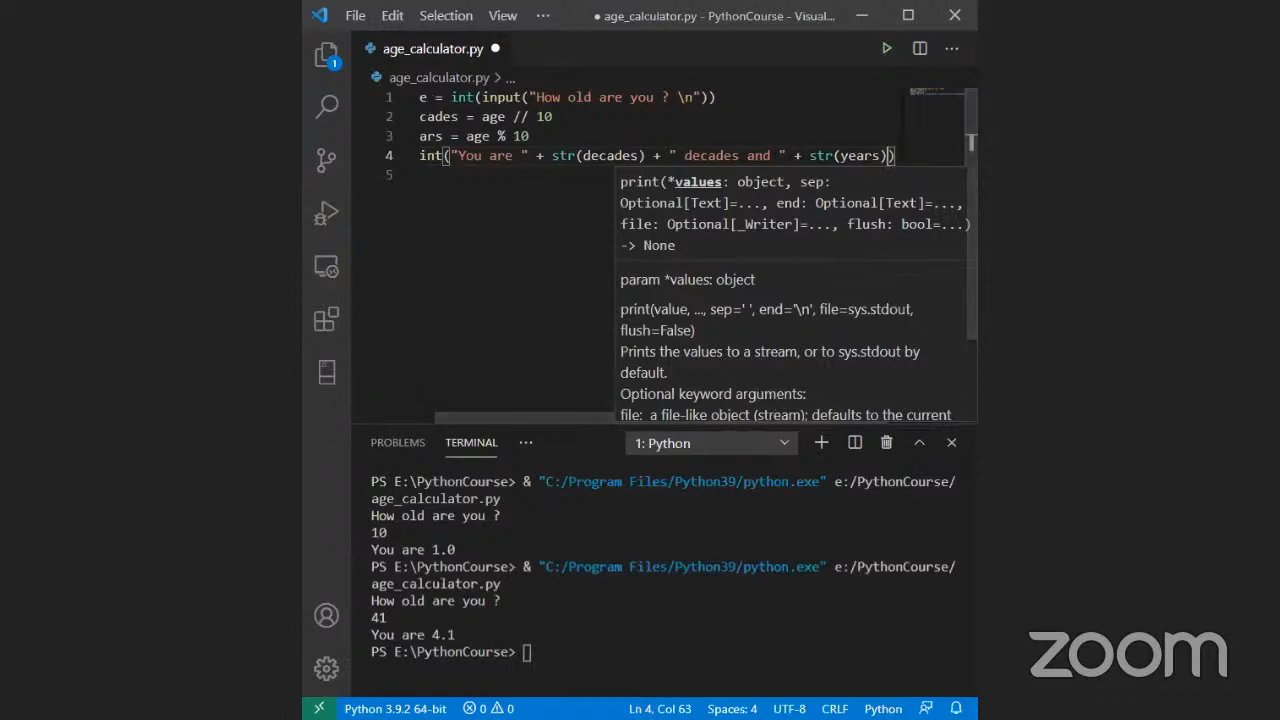 File Edit Selection View ··· ● age_calculator.py - PythonCourse - Visual...
age_calculator.py ●
age_calculator.py > ...
1 e = int(input("How old are you ? \n"))
2 cades = age // 10
3 ars = age % 10
4 int("You are " + str(decades) + " decades and " + str(years))
5
print(*values: object, sep:
Optional[Text]=..., end: Optional[Text]=...,
file: Optional[_Writer]=..., flush: bool=...)
-> None
param *values: object
print(value, ..., sep=' ', end='\n', file=sys.stdout,
flush=False)
Prints the values to a stream, or to sys.stdout by
default.
Optional keyword arguments:
file: a file-like object (stream); defaults to the current
1
PROBLEMS TERMINAL ··· 1: Python
PS E:\PythonCourse> & "C:/Program Files/Python39/python.exe" e:/PythonCourse/
age_calculator.py
How old are you ?
10
You are 1.0
PS E:\PythonCourse> & "C:/Program Files/Python39/python.exe" e:/PythonCourse/
age_calculator.py
How old are you ?
41
You are 4.1
PS E:\PythonCourse>
Python 3.9.2 64-bit 0 0 Ln 4, Col 63 Spaces: 4 UTF-8 CRLF Python
zoom